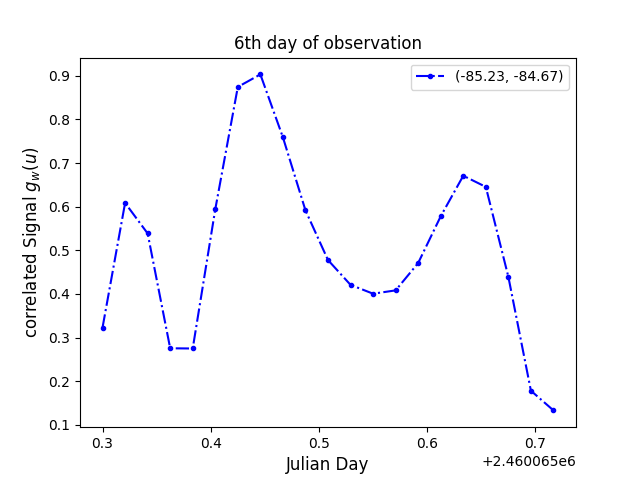 6th day of observation
(-85.23, -84.67)
correlated Signal $g_w(u)$
0.9
0.8
0.7
0.6
0.5
0.4
0.3
0.2
0.1
0.3 0.4 0.5 0.6 0.7
Julian Day
+2.460065e6